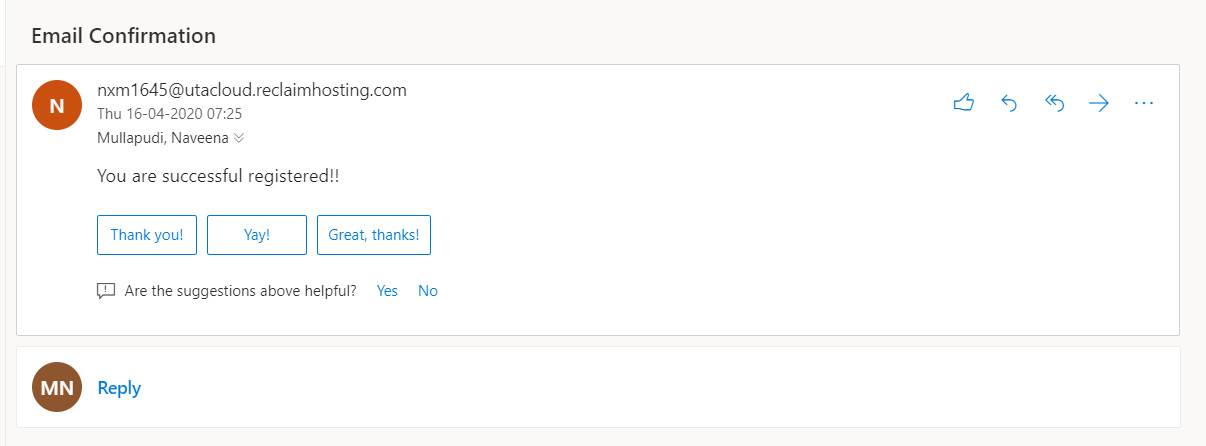 Email Confirmation
N
nxm1645@utacloud.reclaimhosting.com
Thu 16-04-2020 07:25
Mullapudi, Naveena
You are successful registered!!
Thank you! Yay! Great, thanks!
Are the suggestions above helpful? Yes No
MN Reply